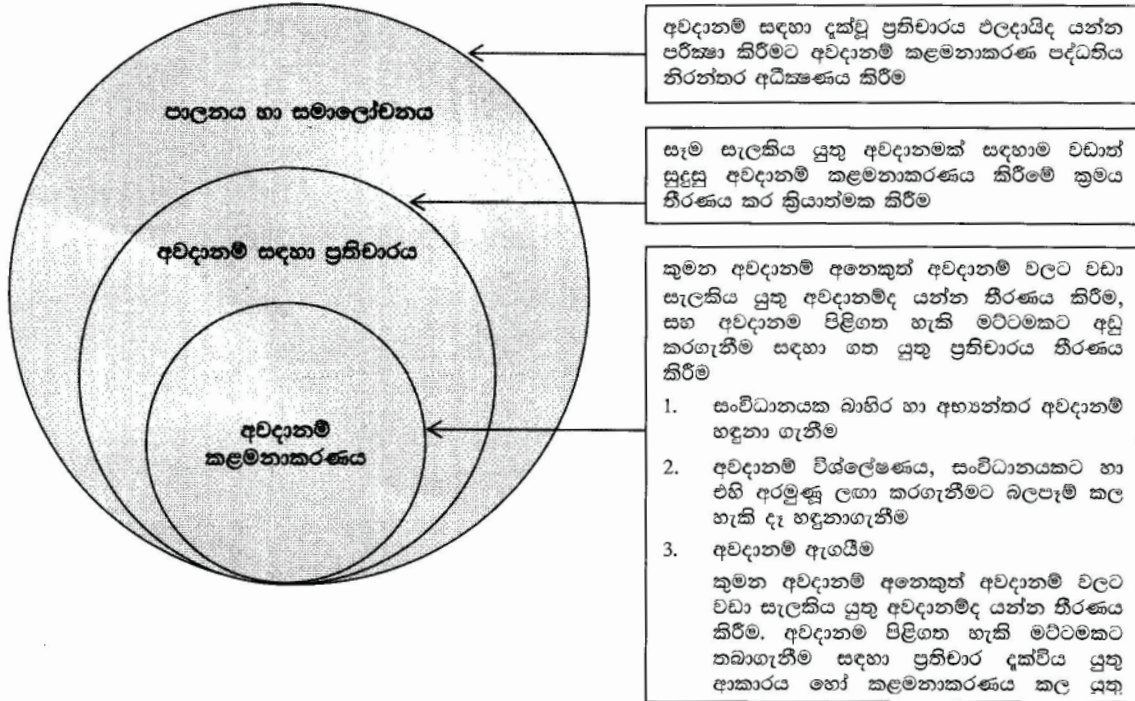 අවදානම් සඳහා දැක්වූ ප්‍රතිචාරය ඵලදායිද යන්න
පරීක්ෂා කිරීමට අවදානම් කළමනාකරණ පද්ධතිය
නිරන්තර අධීක්ෂණය කිරීම
පාලනය හා සමාලෝචනය
සෑම සැලකිය යුතු අවදානමක් සඳහාම වඩාත්
සුදුසු අවදානම් කළමනාකරණය කිරීමේ ක්‍රමය
තීරණය කර ක්‍රියාත්මක කිරීම
අවදානම් සඳහා ප්‍රතිචාරය
කුමන අවදානම් අනෙකුත් අවදානම් වලට වඩා
සැලකිය යුතු අවදානම්ද යන්න තීරණය කිරීම,
සහ අවදානම පිළිගත හැකි මට්ටමකට අඩු
කරගැනීම සඳහා ගත යුතු ප්‍රතිචාරය තීරණය
කිරීම
අවදානම්
කළමනාකරණය
1. සංවිධානයක බාහිර හා අභ්‍යන්තර අවදානම්
හඳුනා ගැනීම
2. අවදානම් විශ්ලේෂණය, සංවිධානයකට හා
එහි අරමුණු ලඟා කරගැනීමට බලපෑම් කල
හැකි දෑ හඳුනාගැනීම
3. අවදානම් ඇගයීම
කුමන අවදානම් අනෙකුත් අවදානම් වලට
වඩා සැලකිය යුතු අවදානම්ද යන්න තීරණය
කිරීම. අවදානම පිළිගත හැකි මට්ටමකට
තබාගැනීම සඳහා ප්‍රතිචාර දැක්විය යුතු
ආකාරය හෝ කළමනාකරණය කල යුතු